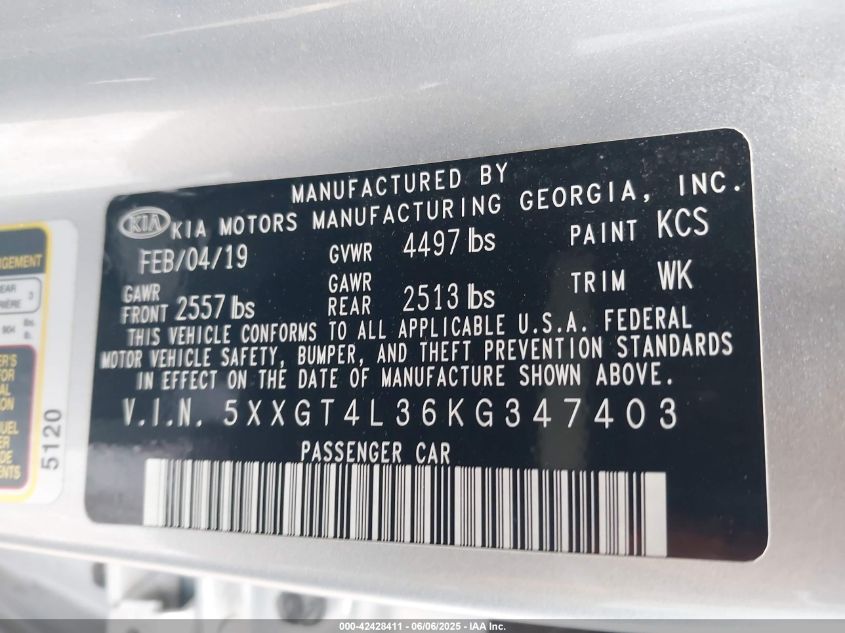 MANUFACTURED BY
KIA KIA MOTORS MANUFACTURING GEORGIA, INC.
FEB/04/19 GVWR 4497 lbs PAINT KCS
GAWR FRONT 2557 lbs GAWR REAR 2513 lbs TRIM WK
THIS VEHICLE CONFORMS TO ALL APPLICABLE U.S.A. FEDERAL
MOTOR VEHICLE SAFETY, BUMPER, AND THEFT PREVENTION STANDARDS
IN EFFECT ON THE DATE OF MANUFACTURE SHOWN ABOVE.
V.I.N. 5XXGT4L36KG347403
PASSENGER CAR
5120
000-42428411 - 06/06/2025 - IAA Inc.